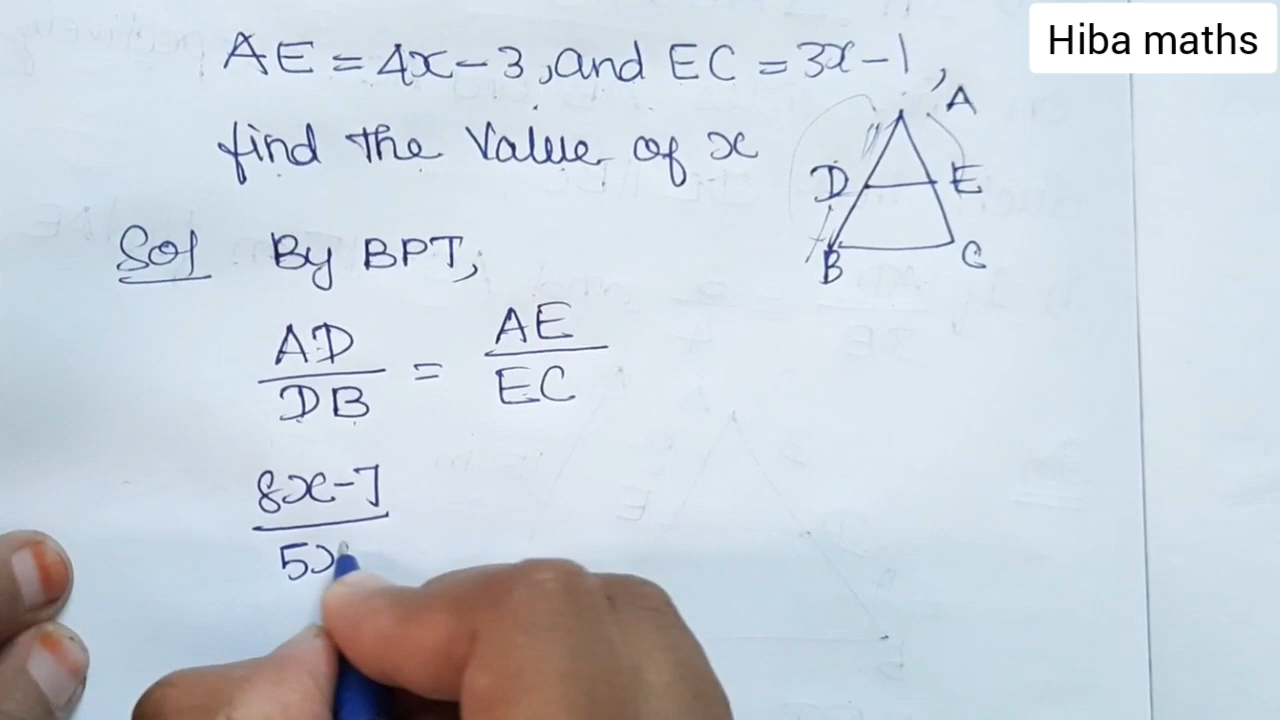 Hiba maths
AE = 4x - 3, and EC = 3x - 1,
find the value of x
A
D E
B C
Sol By BPT,
AD/DB = AE/EC
8x - 7
5x